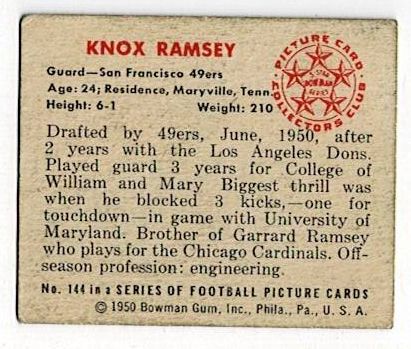 KNOX RAMSEY
Guard—San Francisco 49ers
Age: 24; Residence, Maryville, Tenn.
Height: 6-1 Weight: 210
PICTURE CARD
5-STAR
BOWMAN
SERIES
COLLECTORS CLUB
Drafted by 49ers, June, 1950, after
2 years with the Los Angeles Dons.
Played guard 3 years for College of
William and Mary Biggest thrill was
when he blocked 3 kicks,—one for
touchdown—in game with University of
Maryland. Brother of Garrard Ramsey
who plays for the Chicago Cardinals. Off-
season profession: engineering.
No. 144 in a SERIES OF FOOTBALL PICTURE CARDS
© 1950 Bowman Gum, Inc., Phila., Pa., U. S. A.